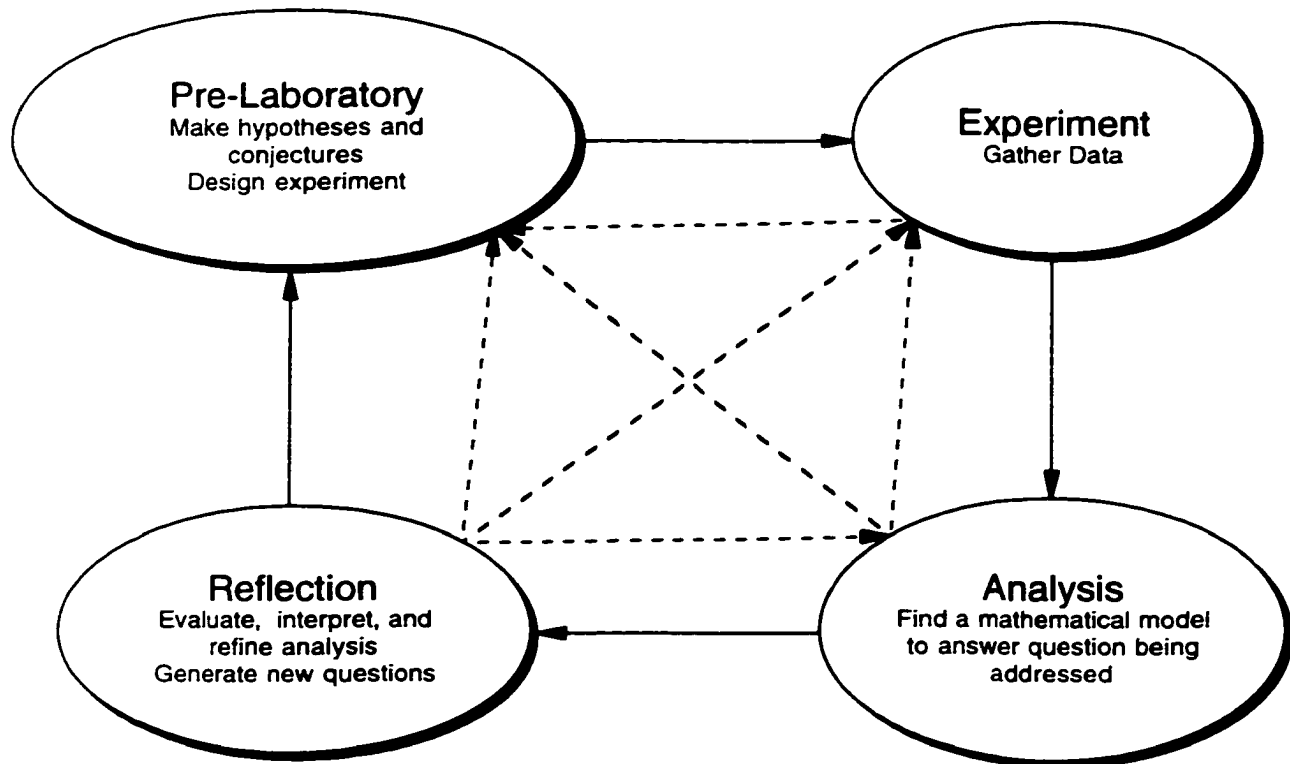 Pre-Laboratory
Make hypotheses and
conjectures
Design experiment
Experiment
Gather Data
Reflection
Evaluate, interpret, and
refine analysis
Generate new questions
Analysis
Find a mathematical model
to answer question being
addressed